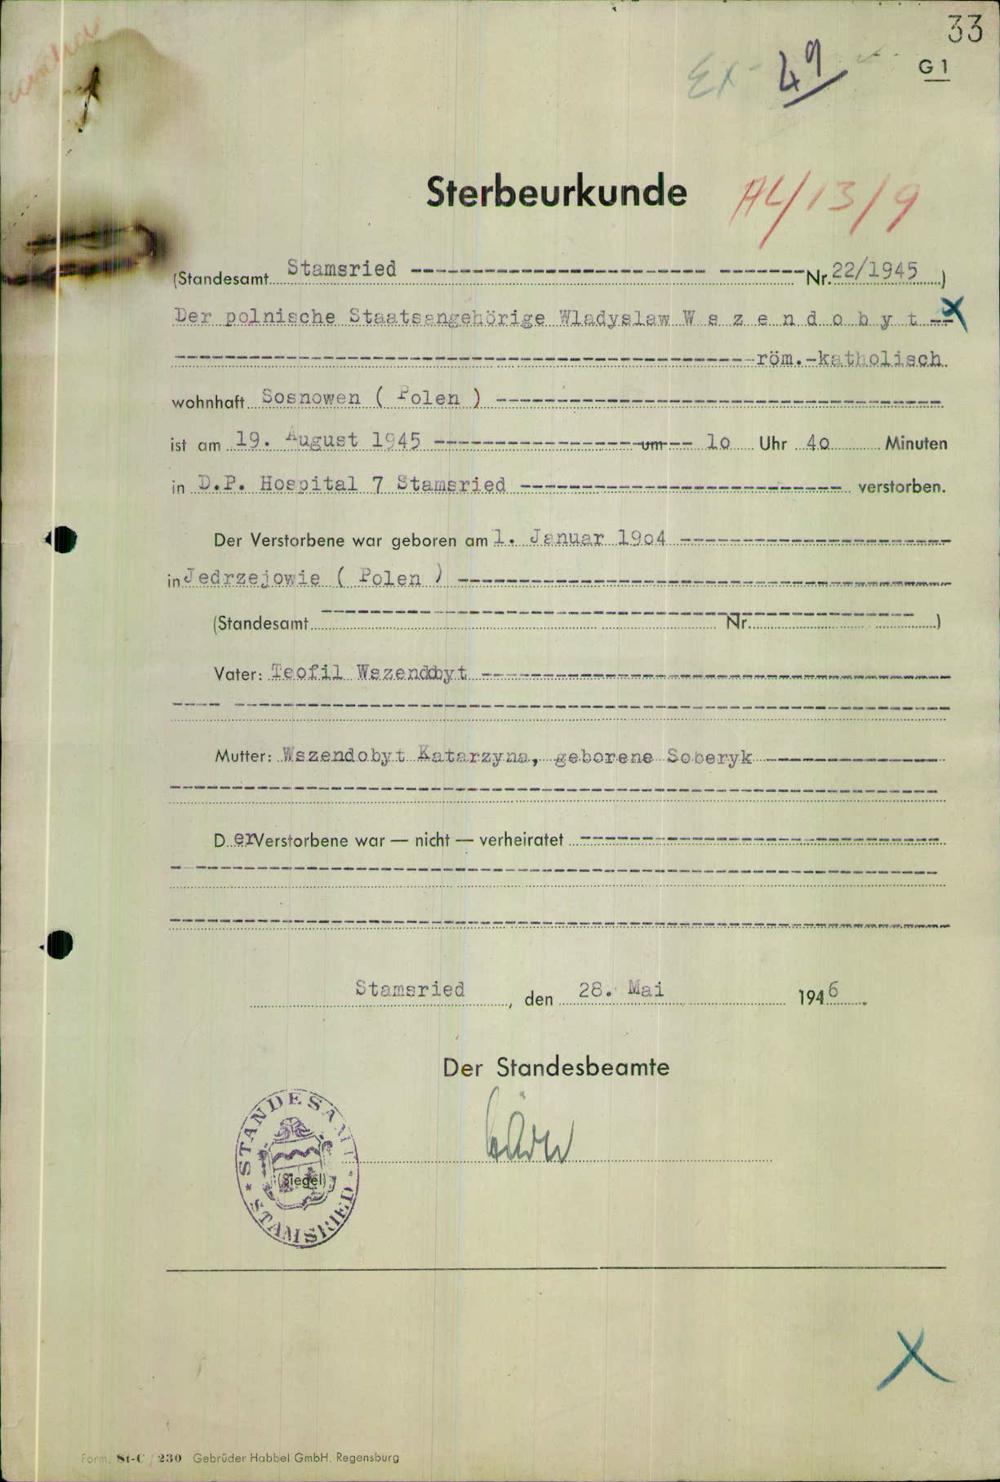 33
G 1
Ex 49
Sterbeurkunde
AL/13/9
(Standesamt Stamsried Nr. 22/1945)
Der polnische Staatsangehörige Wladyslaw W s z e n d o b y t
röm.-katholisch
wohnhaft Sosnowen ( Polen )
ist am 19. August 1945 um 10 Uhr 40 Minuten
in D.P. Hospital 7 Stamsried verstorben.
Der Verstorbene war geboren am 1. Januar 19o4
in Jedrzejowie ( Polen )
(Standesamt Nr. )
Vater: Teofil Wszendobyt
Mutter: Wszendobyt Katarzyna, geborene Soberyk
Der Verstorbene war — nicht — verheiratet
Stamsried, den 28. Mai 1946.
Der Standesbeamte
STANDESAMT
(Siegel)
STAMSRIED
Form. St-C / 230 Gebrüder Habbel GmbH. Regensburg